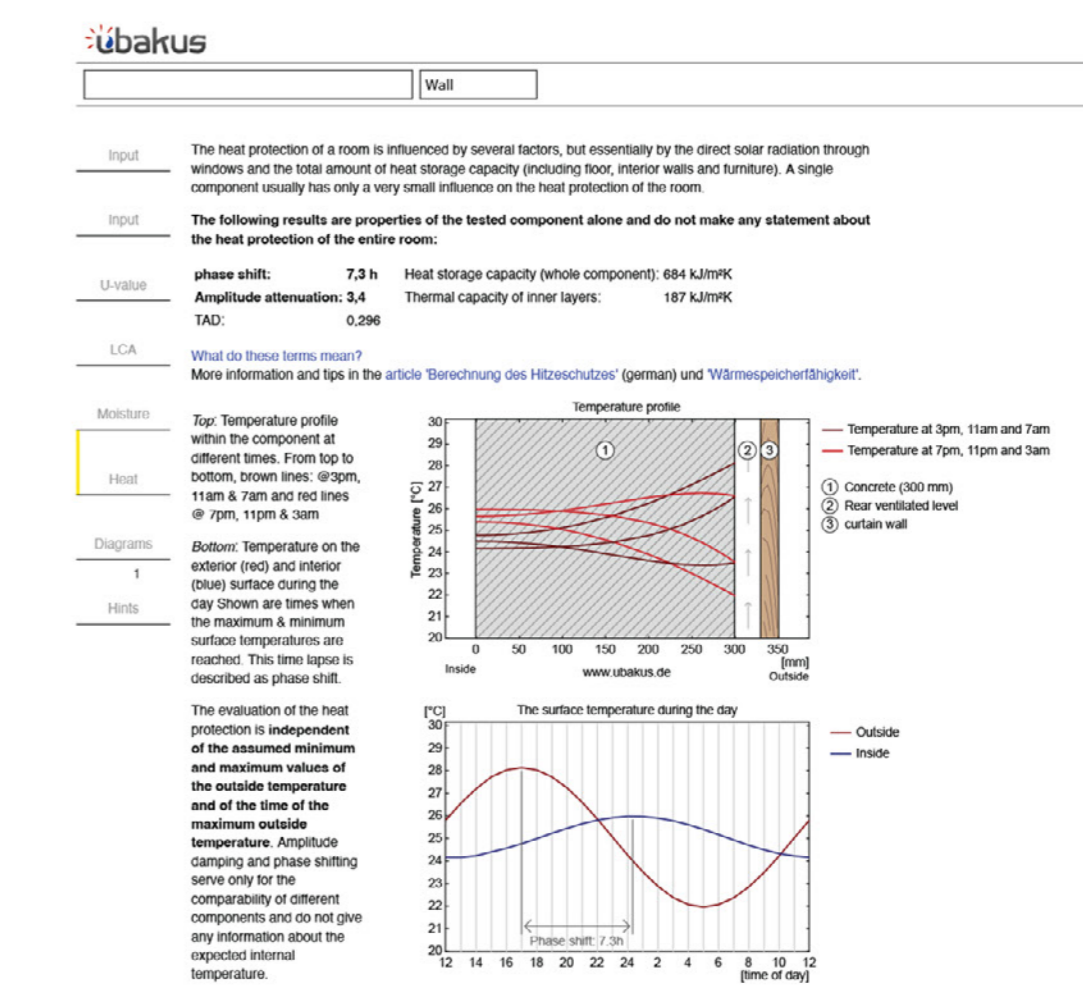 übakus
Wall
Input
The heat protection of a room is influenced by several factors, but essentially by the direct solar radiation through
windows and the total amount of heat storage capacity (including floor, interior walls and furniture). A single
component usually has only a very small influence on the heat protection of the room.
Input
The following results are properties of the tested component alone and do not make any statement about
the heat protection of the entire room:
U-value
phase shift: 7,3 h Heat storage capacity (whole component): 684 kJ/m²K
Amplitude attenuation: 3,4 Thermal capacity of inner layers: 187 kJ/m²K
TAD: 0,296
LCA
What do these terms mean?
More information and tips in the article 'Berechnung des Hitzeschutzes' (german) und 'Wärmespeicherfähigkeit'.
Moisture
Heat
Diagrams
1
Hints
Top: Temperature profile
within the component at
different times. From top to
bottom, brown lines: @3pm,
11am & 7am and red lines
@ 7pm, 11pm & 3am
Bottom: Temperature on the
exterior (red) and interior
(blue) surface during the
day Shown are times when
the maximum & minimum
surface temperatures are
reached. This time lapse is
described as phase shift.
The evaluation of the heat
protection is independent
of the assumed minimum
and maximum values of
the outside temperature
and of the time of the
maximum outside
temperature. Amplitude
damping and phase shifting
serve only for the
comparability of different
components and do not give
any information about the
expected internal
temperature.
Temperature profile
Temperature [°C]
30
29
28
27
26
25
24
23
22
21
20
1
2
3
0 50 100 150 200 250 300 350
[mm]
Inside www.ubakus.de Outside
Temperature at 3pm, 11am and 7am
Temperature at 7pm, 11pm and 3am
1 Concrete (300 mm)
2 Rear ventilated level
3 curtain wall
[°C] The surface temperature during the day
30
29
28
27
26
25
24
23
22
21
20
Phase shift: 7.3h
12 14 16 18 20 22 24 2 4 6 8 10 12
[time of day]
Outside
Inside